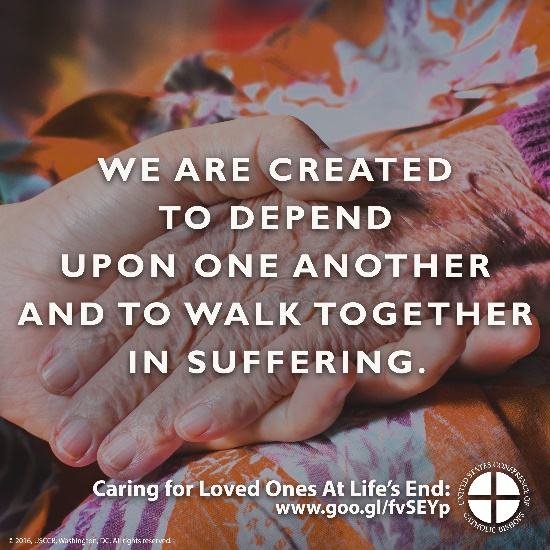 WE ARE CREATED
TO DEPEND
UPON ONE ANOTHER
AND TO WALK TOGETHER
IN SUFFERING.
Caring for Loved Ones At Life's End:
www.goo.gl/fvSEYp
UNITED STATES CONFERENCE OF
CATHOLIC BISHOPS
© 2016, USCCB, Washington, DC. All rights reserved.